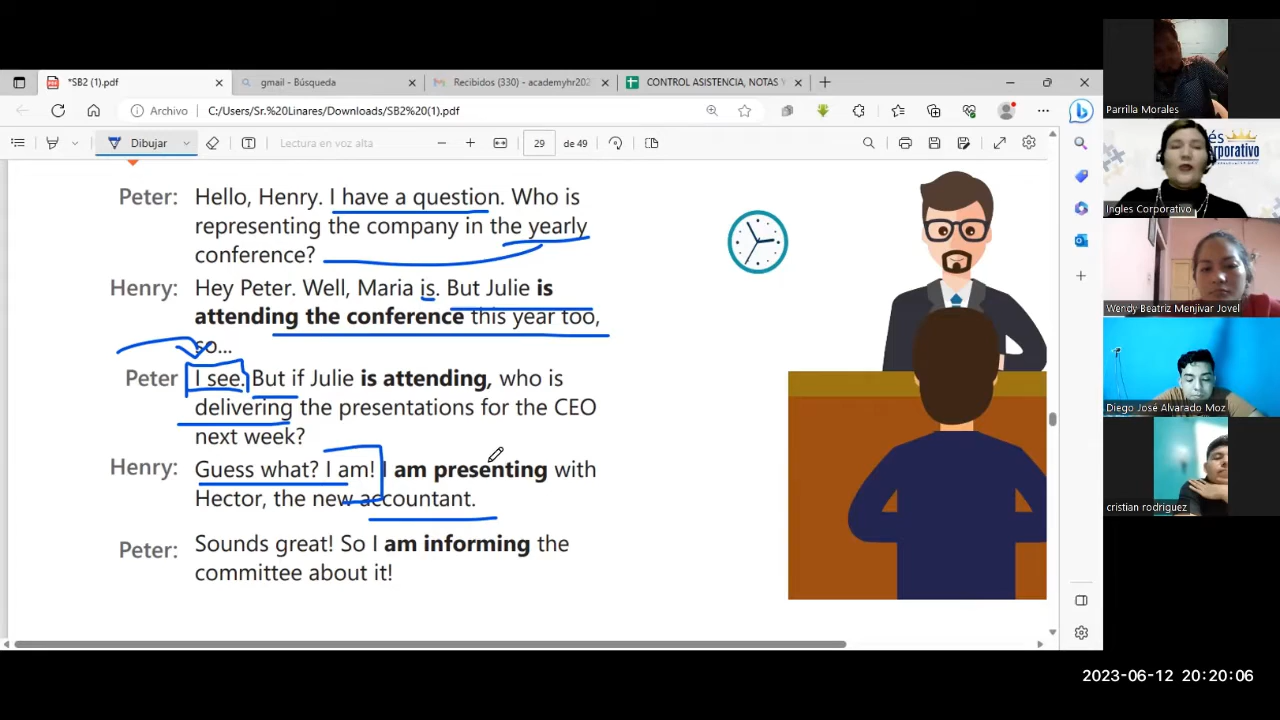 *SB2 (1).pdf
gmail - Búsqueda
Recibidos (330) - academyhr202
CONTROL ASISTENCIA, NOTAS Y
Archivo
C:/Users/Sr.%20Linares/Downloads/SB2%20(1).pdf
Dibujar
Lectura en voz alta
29
de 49
Peter: Hello, Henry. I have a question. Who is
representing the company in the yearly
conference?
Henry: Hey Peter. Well, Maria is. But Julie is
attending the conference this year too,
so...
Peter I see. But if Julie is attending, who is
delivering the presentations for the CEO
next week?
Henry: Guess what? I am! I am presenting with
Hector, the new accountant.
Peter: Sounds great! So I am informing the
committee about it!
Parrilla Morales
és
orporativo
Ingles Corporativo
Wendy Beatriz Menjivar Jovel
Diego José Alvarado Moz
cristian rodriguez
2023-06-12 20:20:06